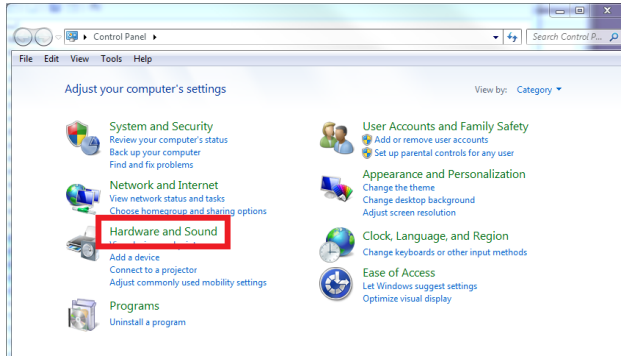 Control Panel
Search Control P...
File Edit View Tools Help
Adjust your computer's settings
View by: Category
System and Security
Review your computer's status
Back up your computer
Find and fix problems
Network and Internet
View network status and tasks
Choose homegroup and sharing options
Hardware and Sound
Add a device
Connect to a projector
Adjust commonly used mobility settings
Programs
Uninstall a program
User Accounts and Family Safety
Add or remove user accounts
Set up parental controls for any user
Appearance and Personalization
Change the theme
Change desktop background
Adjust screen resolution
Clock, Language, and Region
Change keyboards or other input methods
Ease of Access
Let Windows suggest settings
Optimize visual display